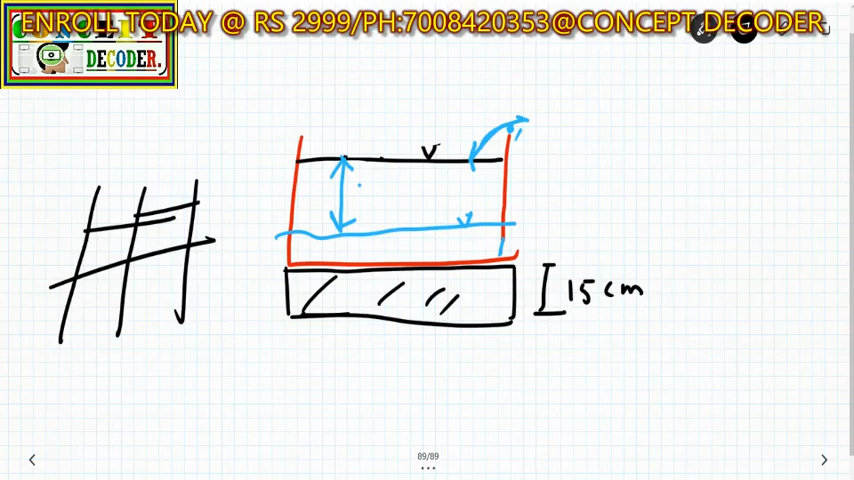 ENROLL TODAY @ RS 2999/PH:7008420353@CONCEPT DECODER.
DECODER.
15 cm
89/89